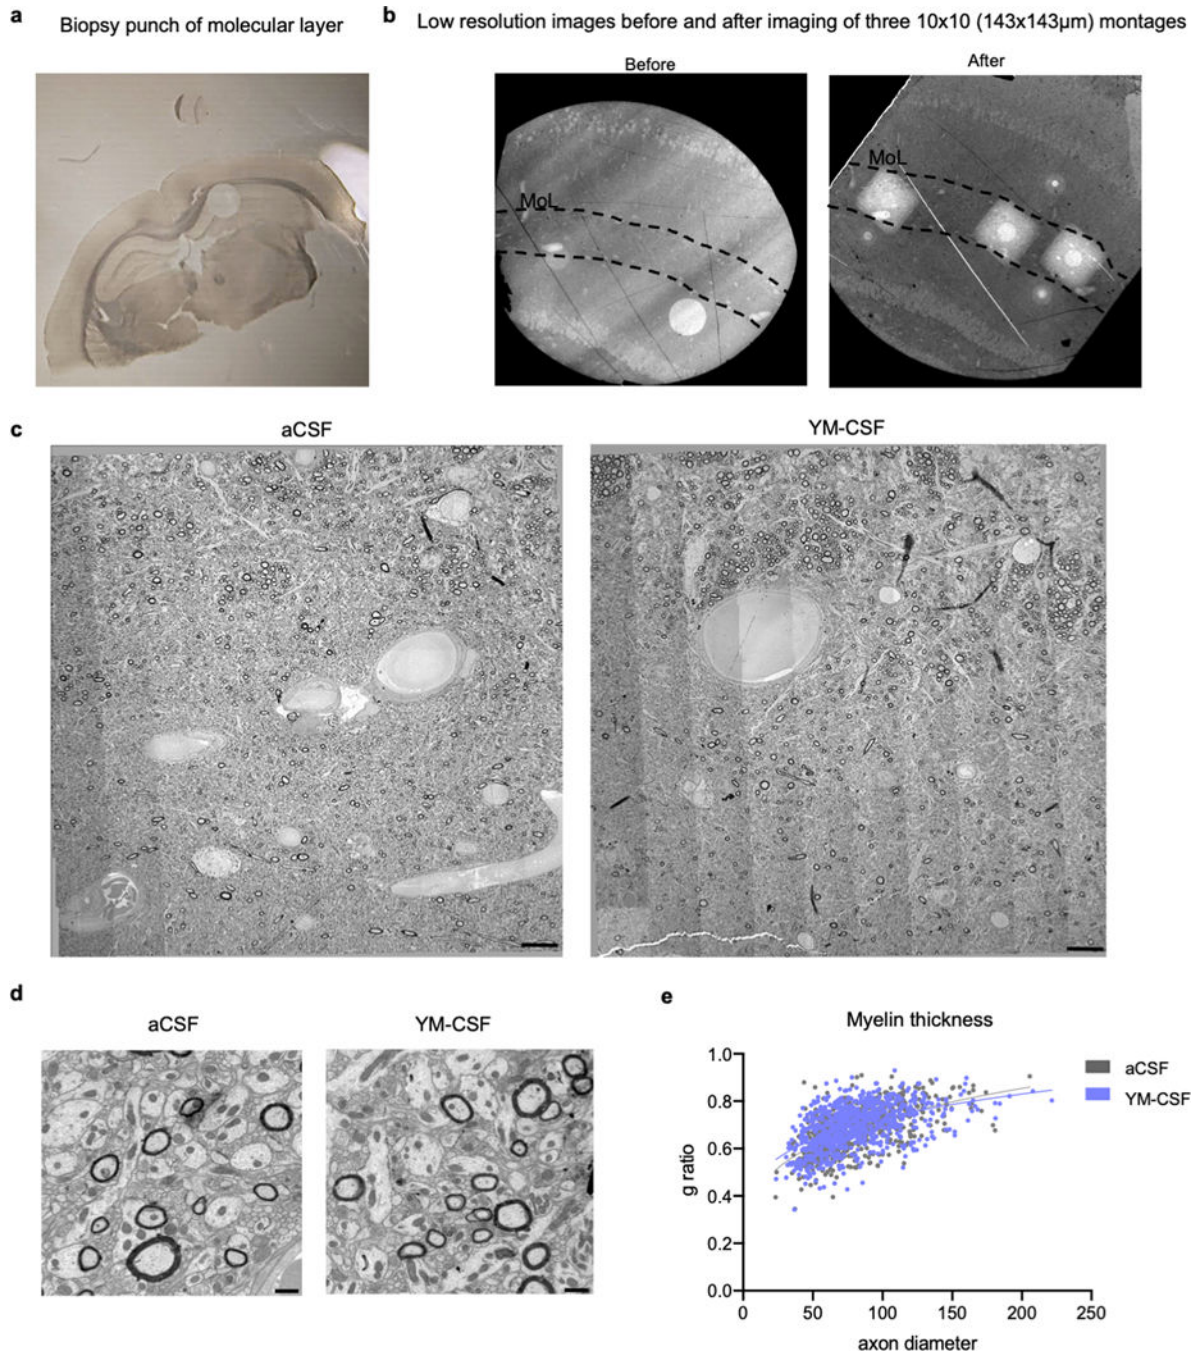 a
Biopsy punch of molecular layer
b
Low resolution images before and after imaging of three 10x10 (143x143µm) montages
Before
After
MoL
MoL
c
aCSF
YM-CSF
d
aCSF
YM-CSF
e
Myelin thickness
1.0
0.8
0.6
0.4
0.2
0.0
g ratio
0
50
100
150
200
250
axon diameter
aCSF
YM-CSF